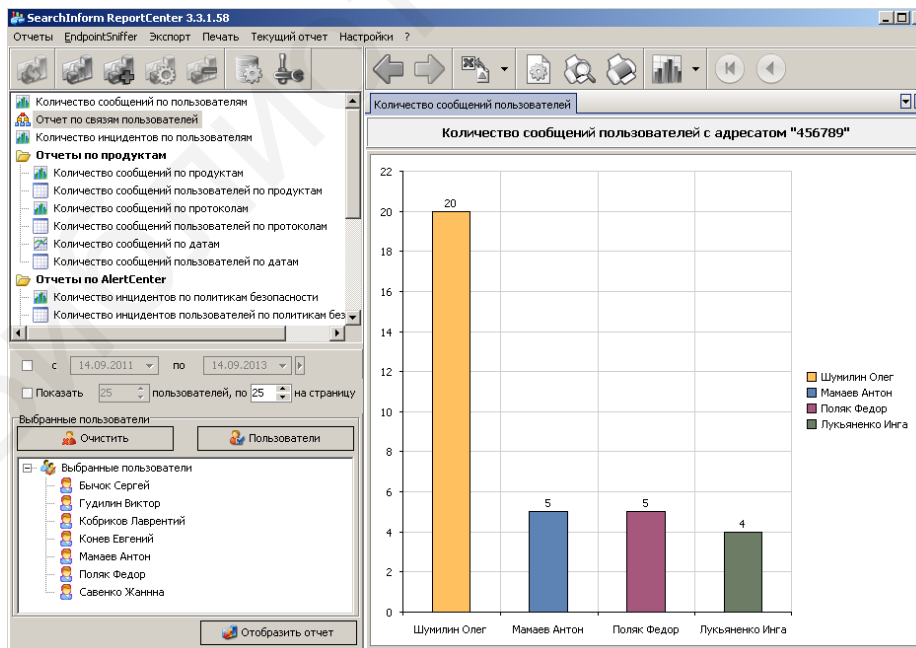 SearchInform ReportCenter 3.3.1.58
Отчеты EndpointSniffer Экспорт Печать Текущий отчет Настройки ?
Количество сообщений по пользователям
Отчет по связям пользователей
Количество инцидентов по пользователям
Отчеты по продуктам
Количество сообщений по продуктам
Количество сообщений пользователей по продуктам
Количество сообщений по протоколам
Количество сообщений пользователей по протоколам
Количество сообщений по датам
Количество сообщений пользователей по датам
Отчеты по AlertCenter
Количество инцидентов по политикам безопасности
Количество инцидентов пользователей по политикам без
с 14.09.2011 по 14.09.2013
Показать 25 пользователей, по 25 на страницу
Выбранные пользователи
Очистить Пользователи
Выбранные пользователи
Бычок Сергей
Гудилин Виктор
Кобриков Лаврентий
Конев Евгений
Мамаев Антон
Поляк Федор
Савенко Жаннна
Отобразить отчет
Количество сообщений пользователей
Количество сообщений пользователей с адресатом "456789"
22
20
18
16
14
12
10
8
6
4
2
0
20
5
5
4
Шумилин Олег Мамаев Антон Поляк Федор Лукьяненко Инга
Шумилин Олег
Мамаев Антон
Поляк Федор
Лукьяненко Инга